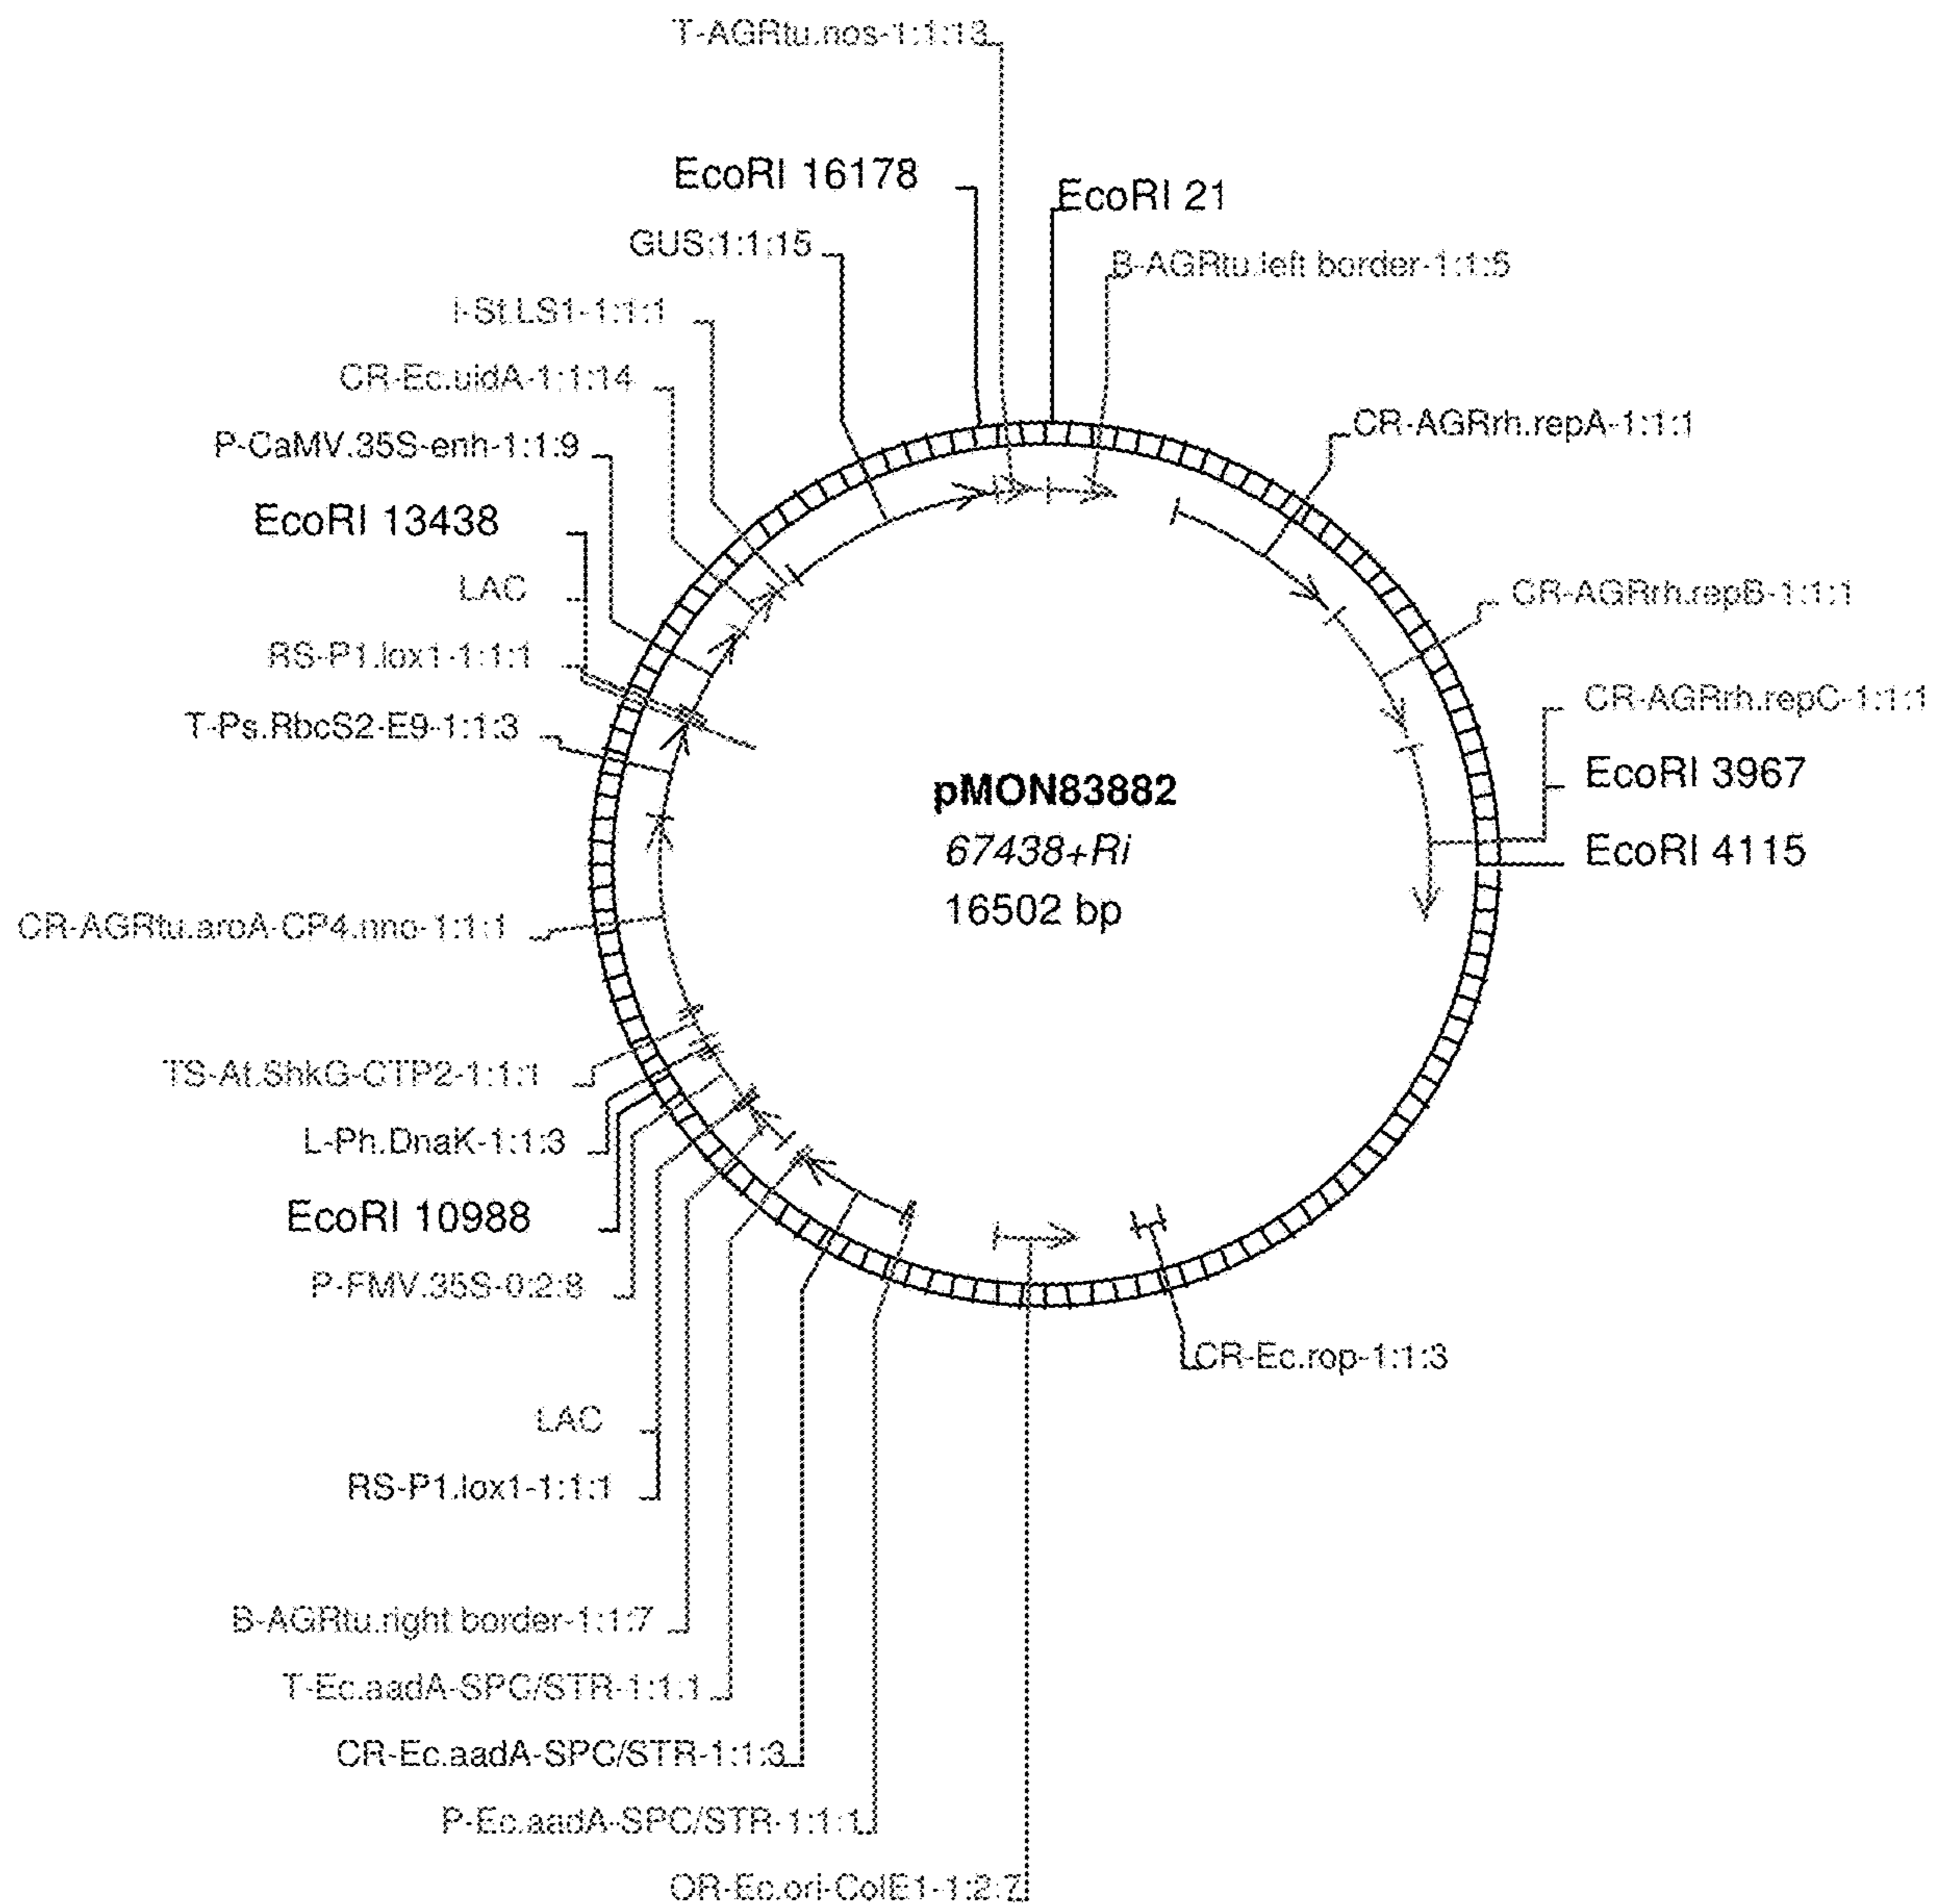 T-AGRtu.nos-1:1:13
EcoRI 16178
EcoRI 21
GUS:1:1:15
B-AGRtu.left border-1:1:5
I-St.LS1-1:1:1
CR-Ec.uidA-1:1:14
CR-AGRrh.repA-1:1:1
P-CaMV.35S-enh-1:1:9
EcoRI 13438
LAC
CR-AGRrh.repB-1:1:1
RS-P1.lox1-1:1:1
CR-AGRrh.repC-1:1:1
T-Ps.RbcS2-E9-1:1:3
EcoRI 3967
pMON83882
67438+Ri
EcoRI 4115
16502 bp
CR-AGRtu.aroA-CP4.nno-1:1:1
TS-At.ShkG-CTP2-1:1:1
L-Ph.DnaK-1:1:3
EcoRI 10988
P-FMV.35S-0:2:8
CR-Ec.rop-1:1:3
LAC
RS-P1.lox1-1:1:1
B-AGRtu.right border-1:1:7
T-Ec.aadA-SPC/STR-1:1:1
CR-Ec.aadA-SPC/STR-1:1:3
P-Ec.aadA-SPC/STR-1:1:1
OR-Ec.ori-ColE1-1:2:7